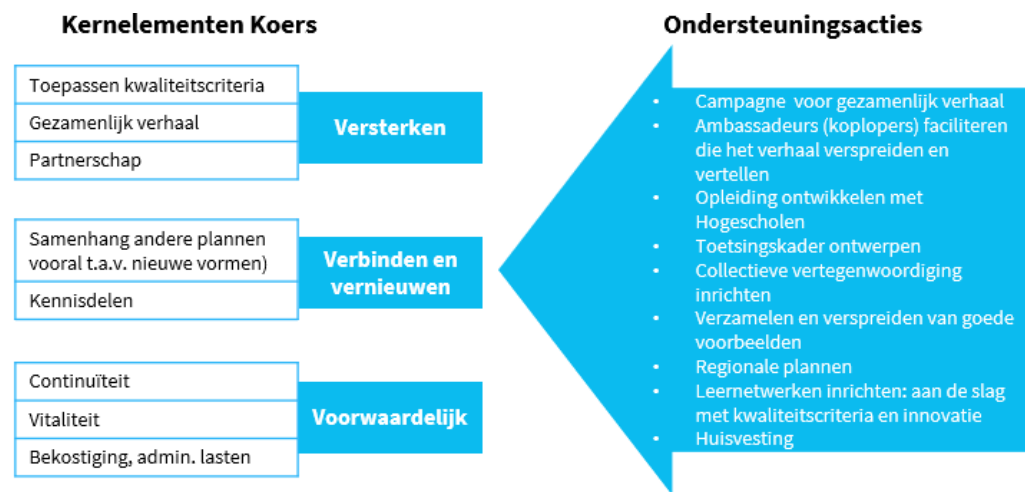 Kernelementen Koers
Toepassen kwaliteitscriteria
Gezamenlijk verhaal
Partnerschap
Versterken
Samenhang andere plannen
vooral t.a.v. nieuwe vormen)
Kennisdelen
Verbinden en
vernieuwen
Continuïteit
Vitaliteit
Bekostiging, admin. lasten
Voorwaardelijk
Ondersteuningsacties
• Campagne voor gezamenlijk verhaal
• Ambassadeurs (koplopers) faciliteren
die het verhaal verspreiden en
vertellen
• Opleiding ontwikkelen met
Hogescholen
• Toetsingskader ontwerpen
• Collectieve vertegenwoordiging
inrichten
• Verzamelen en verspreiden van goede
voorbeelden
• Regionale plannen
• Leernetwerken inrichten: aan de slag
met kwaliteitscriteria en innovatie
• Huisvesting